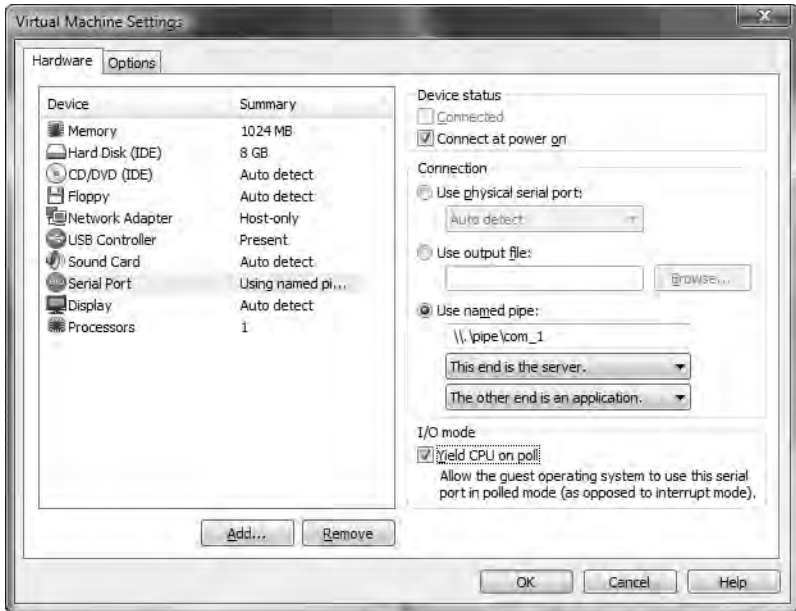 Virtual Machine Settings
Hardware
Options
Device Summary
Memory 1024 MB
Hard Disk (IDE) 8 GB
CD/DVD (IDE) Auto detect
Floppy Auto detect
Network Adapter Host-only
USB Controller Present
Sound Card Auto detect
Serial Port Using named pi...
Display Auto detect
Processors 1
Add...
Remove
Device status
Connected
Connect at power on
Connection
Use physical serial port:
Auto detect
Use output file:
Browse...
Use named pipe:
\\.\pipe\com_1
This end is the server.
The other end is an application.
I/O mode
Yield CPU on poll
Allow the guest operating system to use this serial
port in polled mode (as opposed to interrupt mode).
OK
Cancel
Help